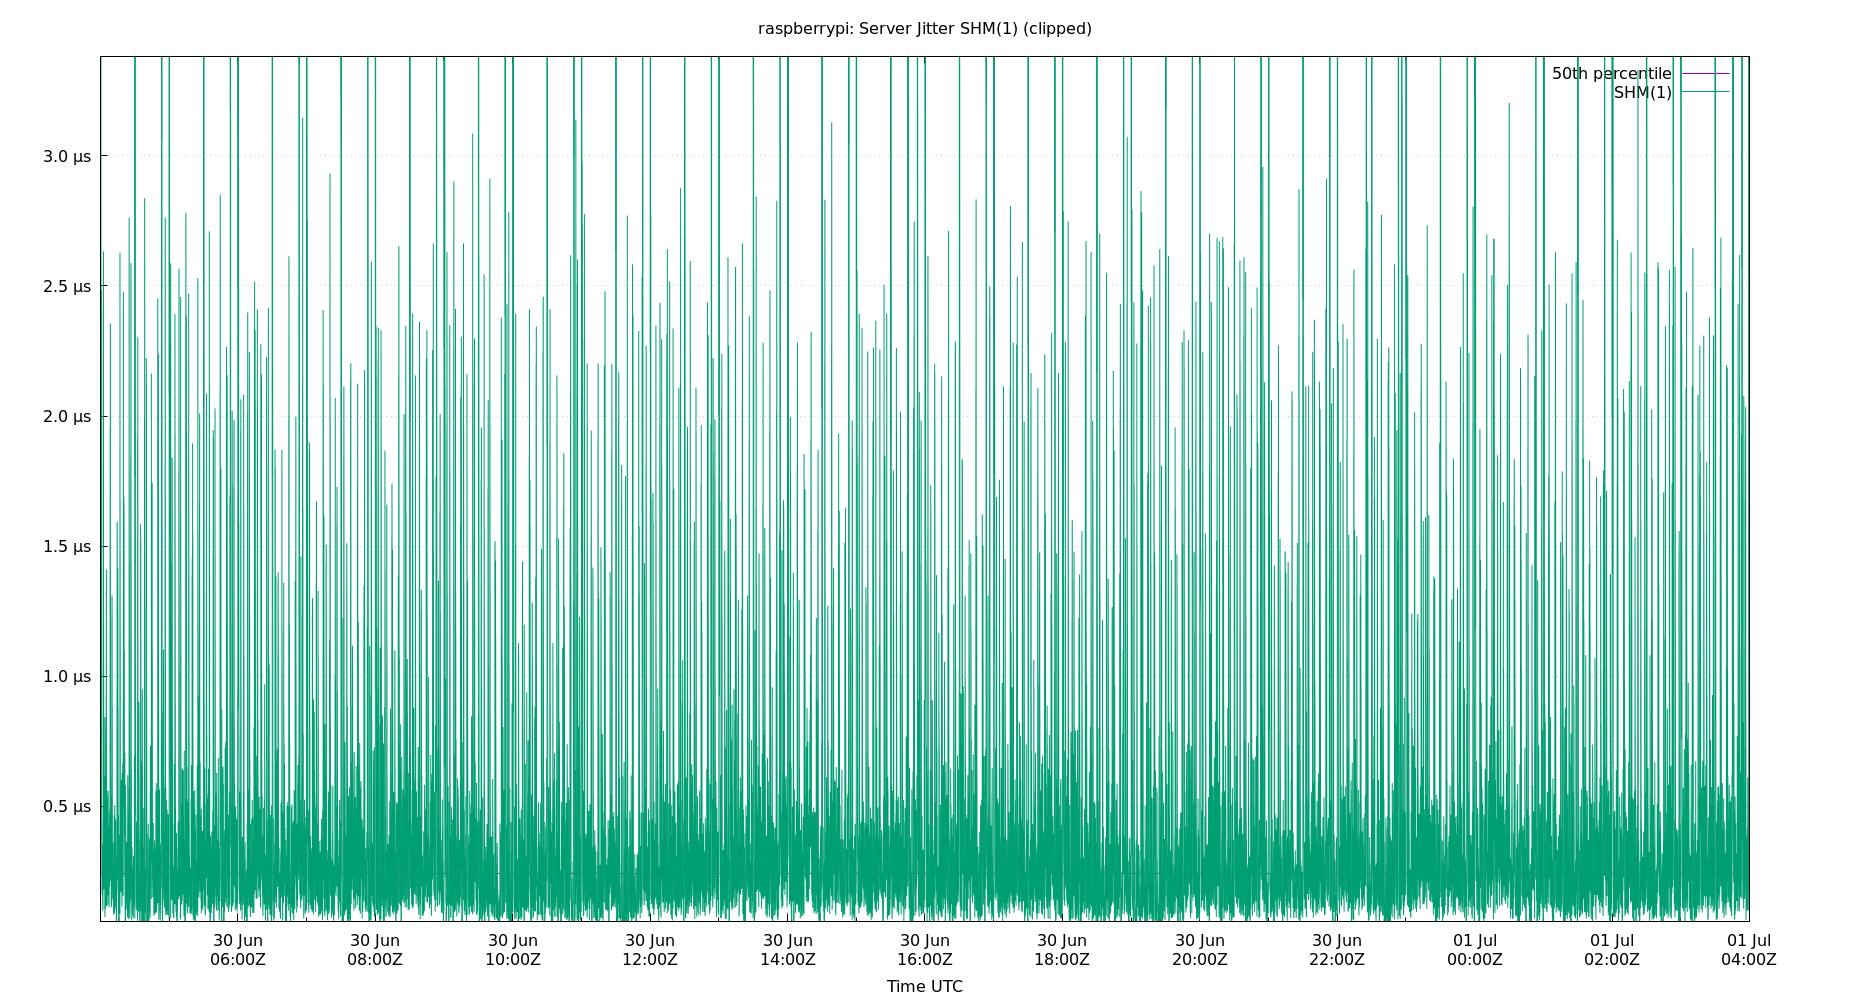 raspberrypi: Server Jitter SHM(1) (clipped)
50th percentile
SHM(1)
3.0 µs
2.5 µs
2.0 µs
1.5 µs
1.0 µs
0.5 µs
30 Jun 30 Jun 30 Jun 30 Jun 30 Jun 30 Jun 30 Jun 30 Jun 30 Jun 01 Jul 01 Jul 01 Jul
06:00Z 08:00Z 10:00Z 12:00Z 14:00Z 16:00Z 18:00Z 20:00Z 22:00Z 00:00Z 02:00Z 04:00Z
Time UTC